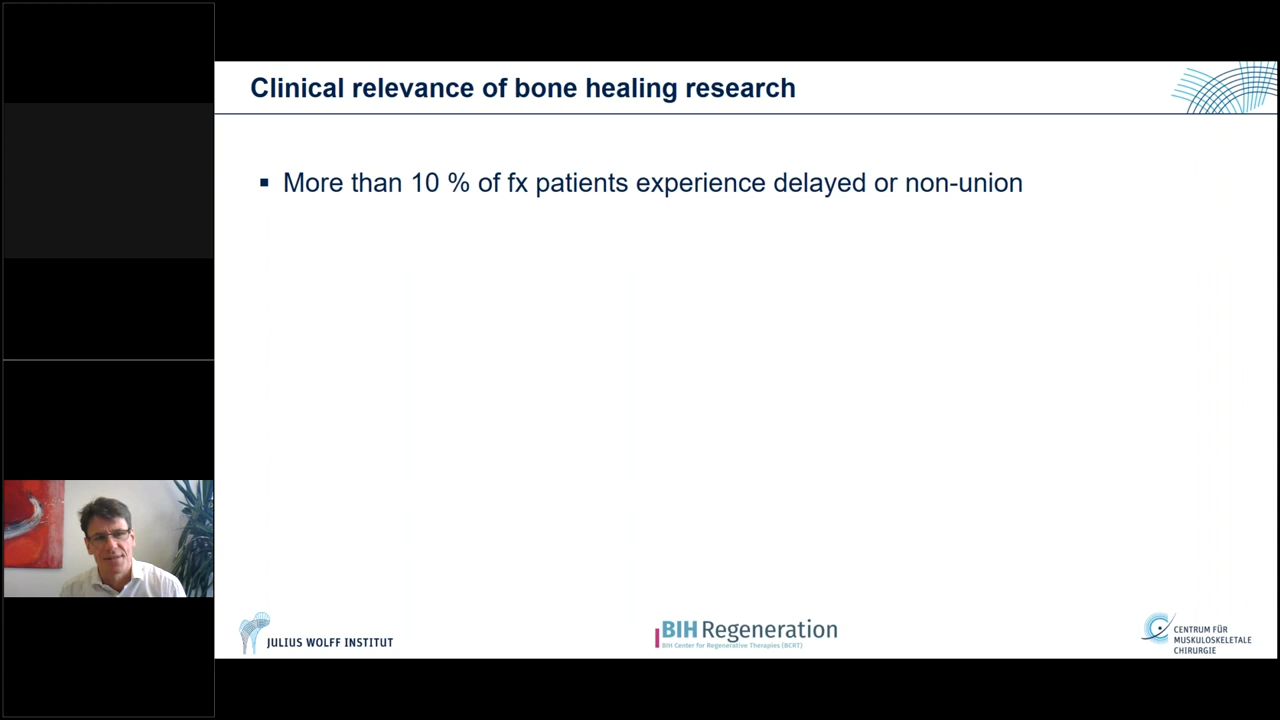 Clinical relevance of bone healing research
▪ More than 10 % of fx patients experience delayed or non-union
JULIUS WOLFF INSTITUT
BIH Regeneration
BIH Center for Regenerative Therapies (BCRT)
CENTRUM FÜR
MUSKULOSKELETALE
CHIRURGIE